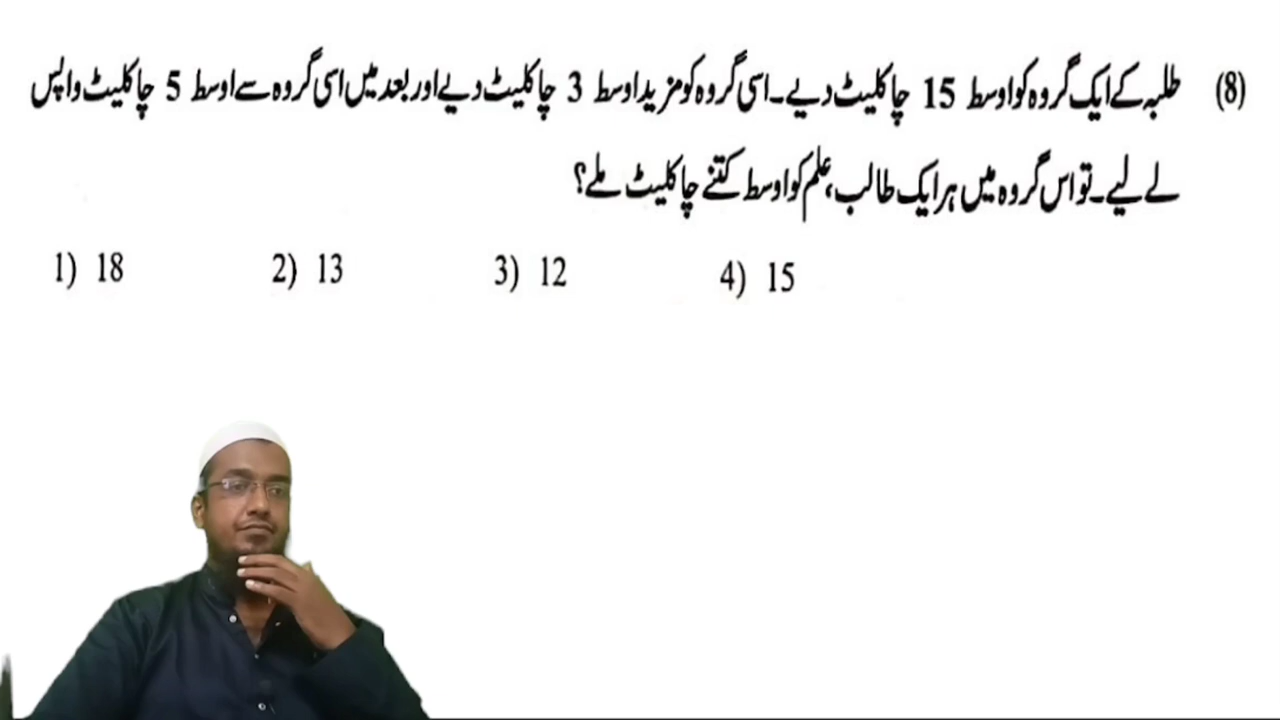 (8) طلبہ کے ایک گروہ کو اوسط 15 چاکلیٹ دیے۔ اسی گروہ کو مزید اوسط 3 چاکلیٹ دیے اور بعد میں اسی گروہ سے اوسط 5 چاکلیٹ واپس
لے لیے۔ تو اس گروہ میں ہر ایک طالب علم کو اوسط کتنے چاکلیٹ ملے؟
1) 18 2) 13 3) 12 4) 15